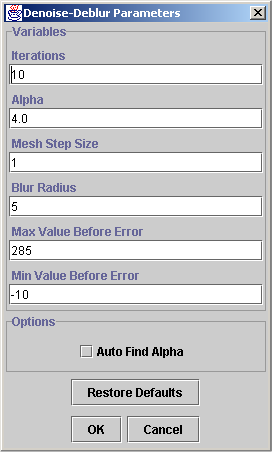 Denoise-Deblur Parameters
Variables
Iterations
10
Alpha
4.0
Mesh Step Size
1
Blur Radius
5
Max Value Before Error
285
Min Value Before Error
-10
Options
Auto Find Alpha
Restore Defaults
OK Cancel